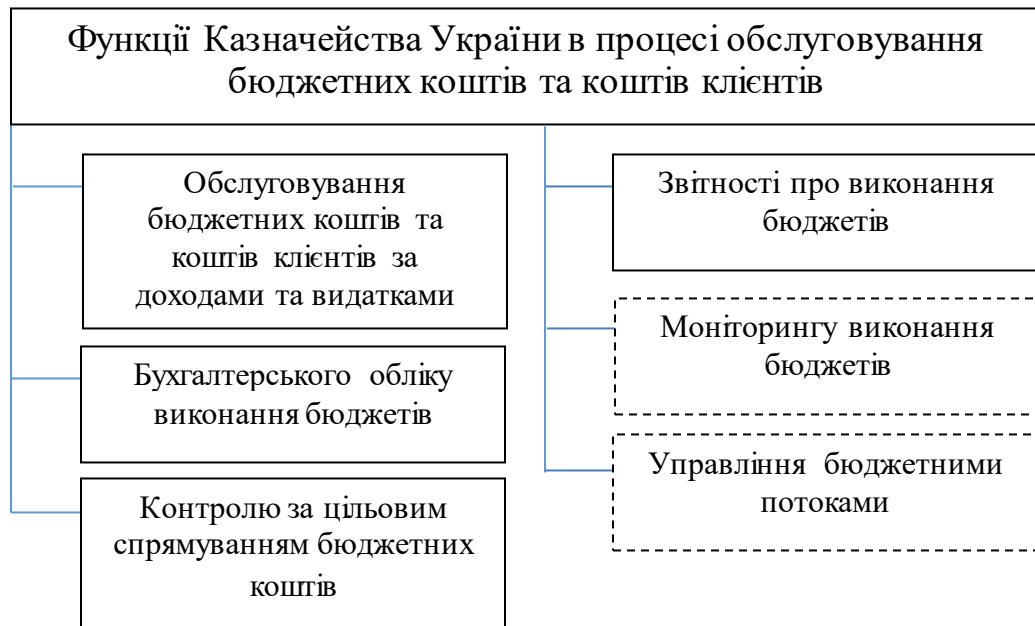 Функції Казначейства України в процесі обслуговування
бюджетних коштів та коштів клієнтів
Обслуговування
бюджетних коштів та
коштів клієнтів за
доходами та видатками
Бухгалтерського обліку
виконання бюджетів
Контролю за цільовим
спрямуванням бюджетних
коштів
Звітності про виконання
бюджетів
Моніторингу виконання
бюджетів
Управління бюджетними
потоками